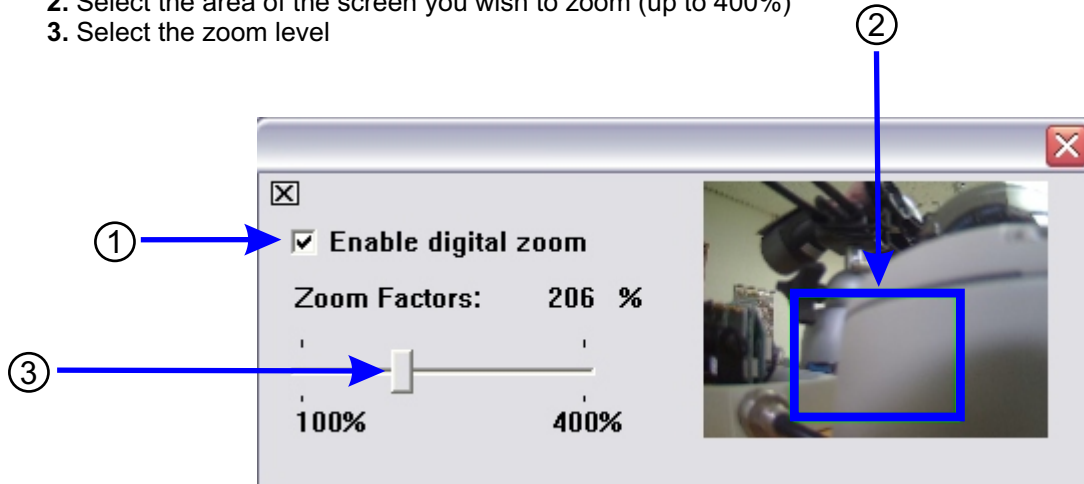 2. Select the area of the screen you wish to zoom (up to 400%)
3. Select the zoom level
2
1
Enable digital zoom
Zoom Factors: 206 %
3
100% 400%